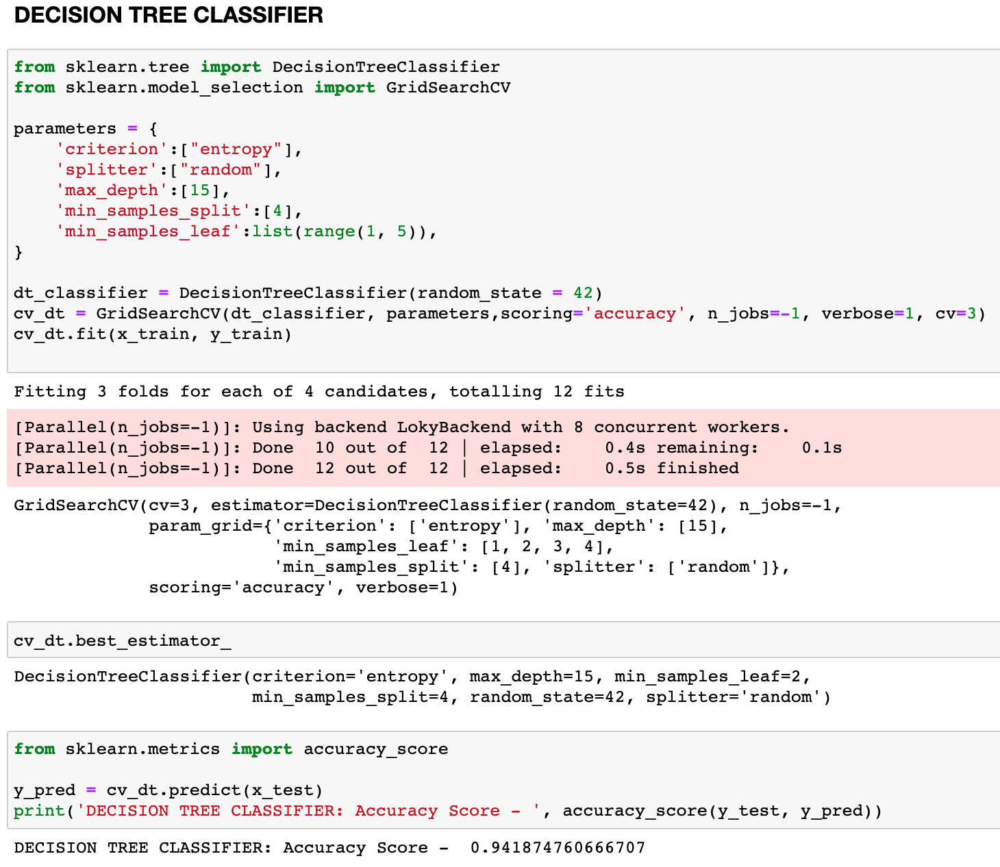 DECISION TREE CLASSIFIER
from sklearn.tree import DecisionTreeClassifier
from sklearn.model_selection import GridSearchCV
parameters = {
    'criterion':["entropy"],
    'splitter':["random"],
    'max_depth':[15],
    'min_samples_split':[4],
    'min_samples_leaf':list(range(1, 5)),
}
dt_classifier = DecisionTreeClassifier(random_state = 42)
cv_dt = GridSearchCV(dt_classifier, parameters,scoring='accuracy', n_jobs=-1, verbose=1, cv=3)
cv_dt.fit(x_train, y_train)
Fitting 3 folds for each of 4 candidates, totalling 12 fits
[Parallel(n_jobs=-1)]: Using backend LokyBackend with 8 concurrent workers.
[Parallel(n_jobs=-1)]: Done  10 out of  12 | elapsed:    0.4s remaining:    0.1s
[Parallel(n_jobs=-1)]: Done  12 out of  12 | elapsed:    0.5s finished
GridSearchCV(cv=3, estimator=DecisionTreeClassifier(random_state=42), n_jobs=-1,
             param_grid={'criterion': ['entropy'], 'max_depth': [15],
                         'min_samples_leaf': [1, 2, 3, 4],
                         'min_samples_split': [4], 'splitter': ['random']},
             scoring='accuracy', verbose=1)
cv_dt.best_estimator_
DecisionTreeClassifier(criterion='entropy', max_depth=15, min_samples_leaf=2,
                       min_samples_split=4, random_state=42, splitter='random')
from sklearn.metrics import accuracy_score
y_pred = cv_dt.predict(x_test)
print('DECISION TREE CLASSIFIER: Accuracy Score - ', accuracy_score(y_test, y_pred))
DECISION TREE CLASSIFIER: Accuracy Score -  0.941874760666707